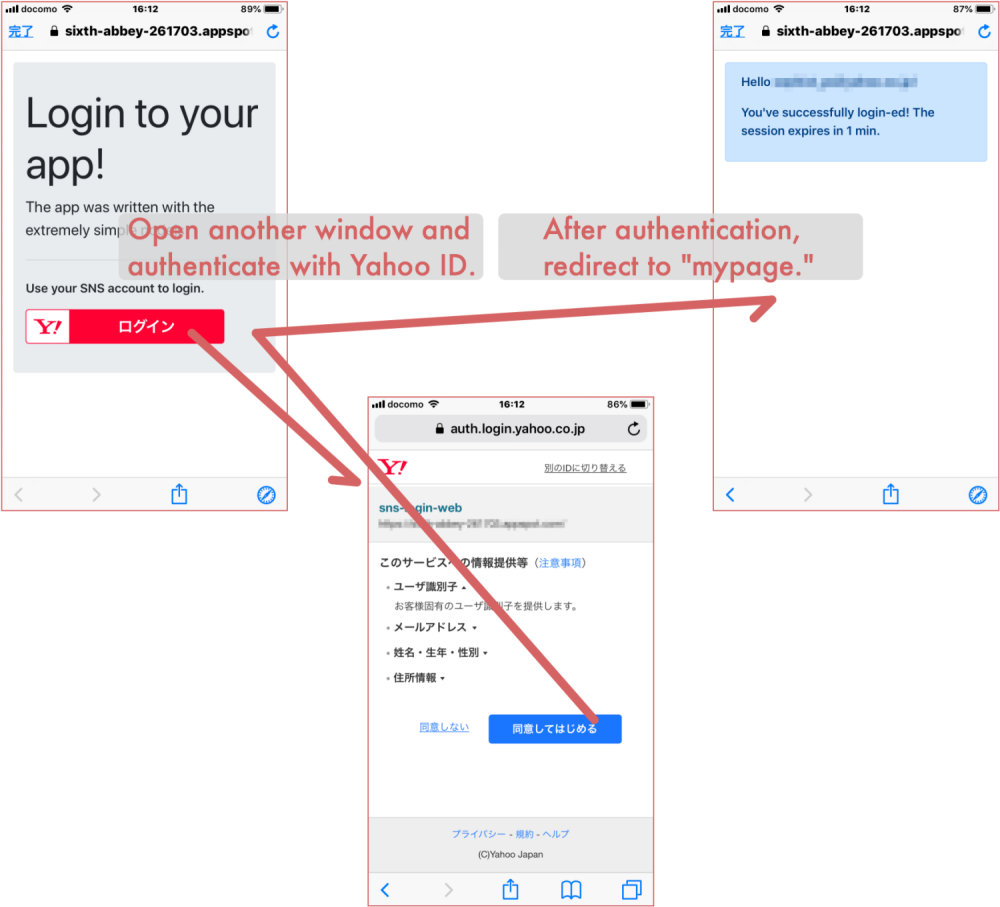 docomo 16:12 89%
完了 sixth-abbey-261703.appspo
Login to your
app!
The app was written with the
extremely simple
Use your SNS account to login.
Y! ログイン
Open another window and
authenticate with Yahoo ID.
After authentication,
redirect to "mypage."
docomo 16:12 87%
完了 sixth-abbey-261703.appspo
Hello
You've successfully login-ed! The
session expires in 1 min.
docomo 16:12 86%
auth.login.yahoo.co.jp
Y! 別のIDに切り替える
sns-login-web
このサービスへの情報提供等（注意事項）
• ユーザ識別子
お客様固有のユーザ識別子を提供します。
• メールアドレス
• 姓名・生年・性別
• 住所情報
同意しない 同意してはじめる
プライバシー - 規約 - ヘルプ
(C)Yahoo Japan